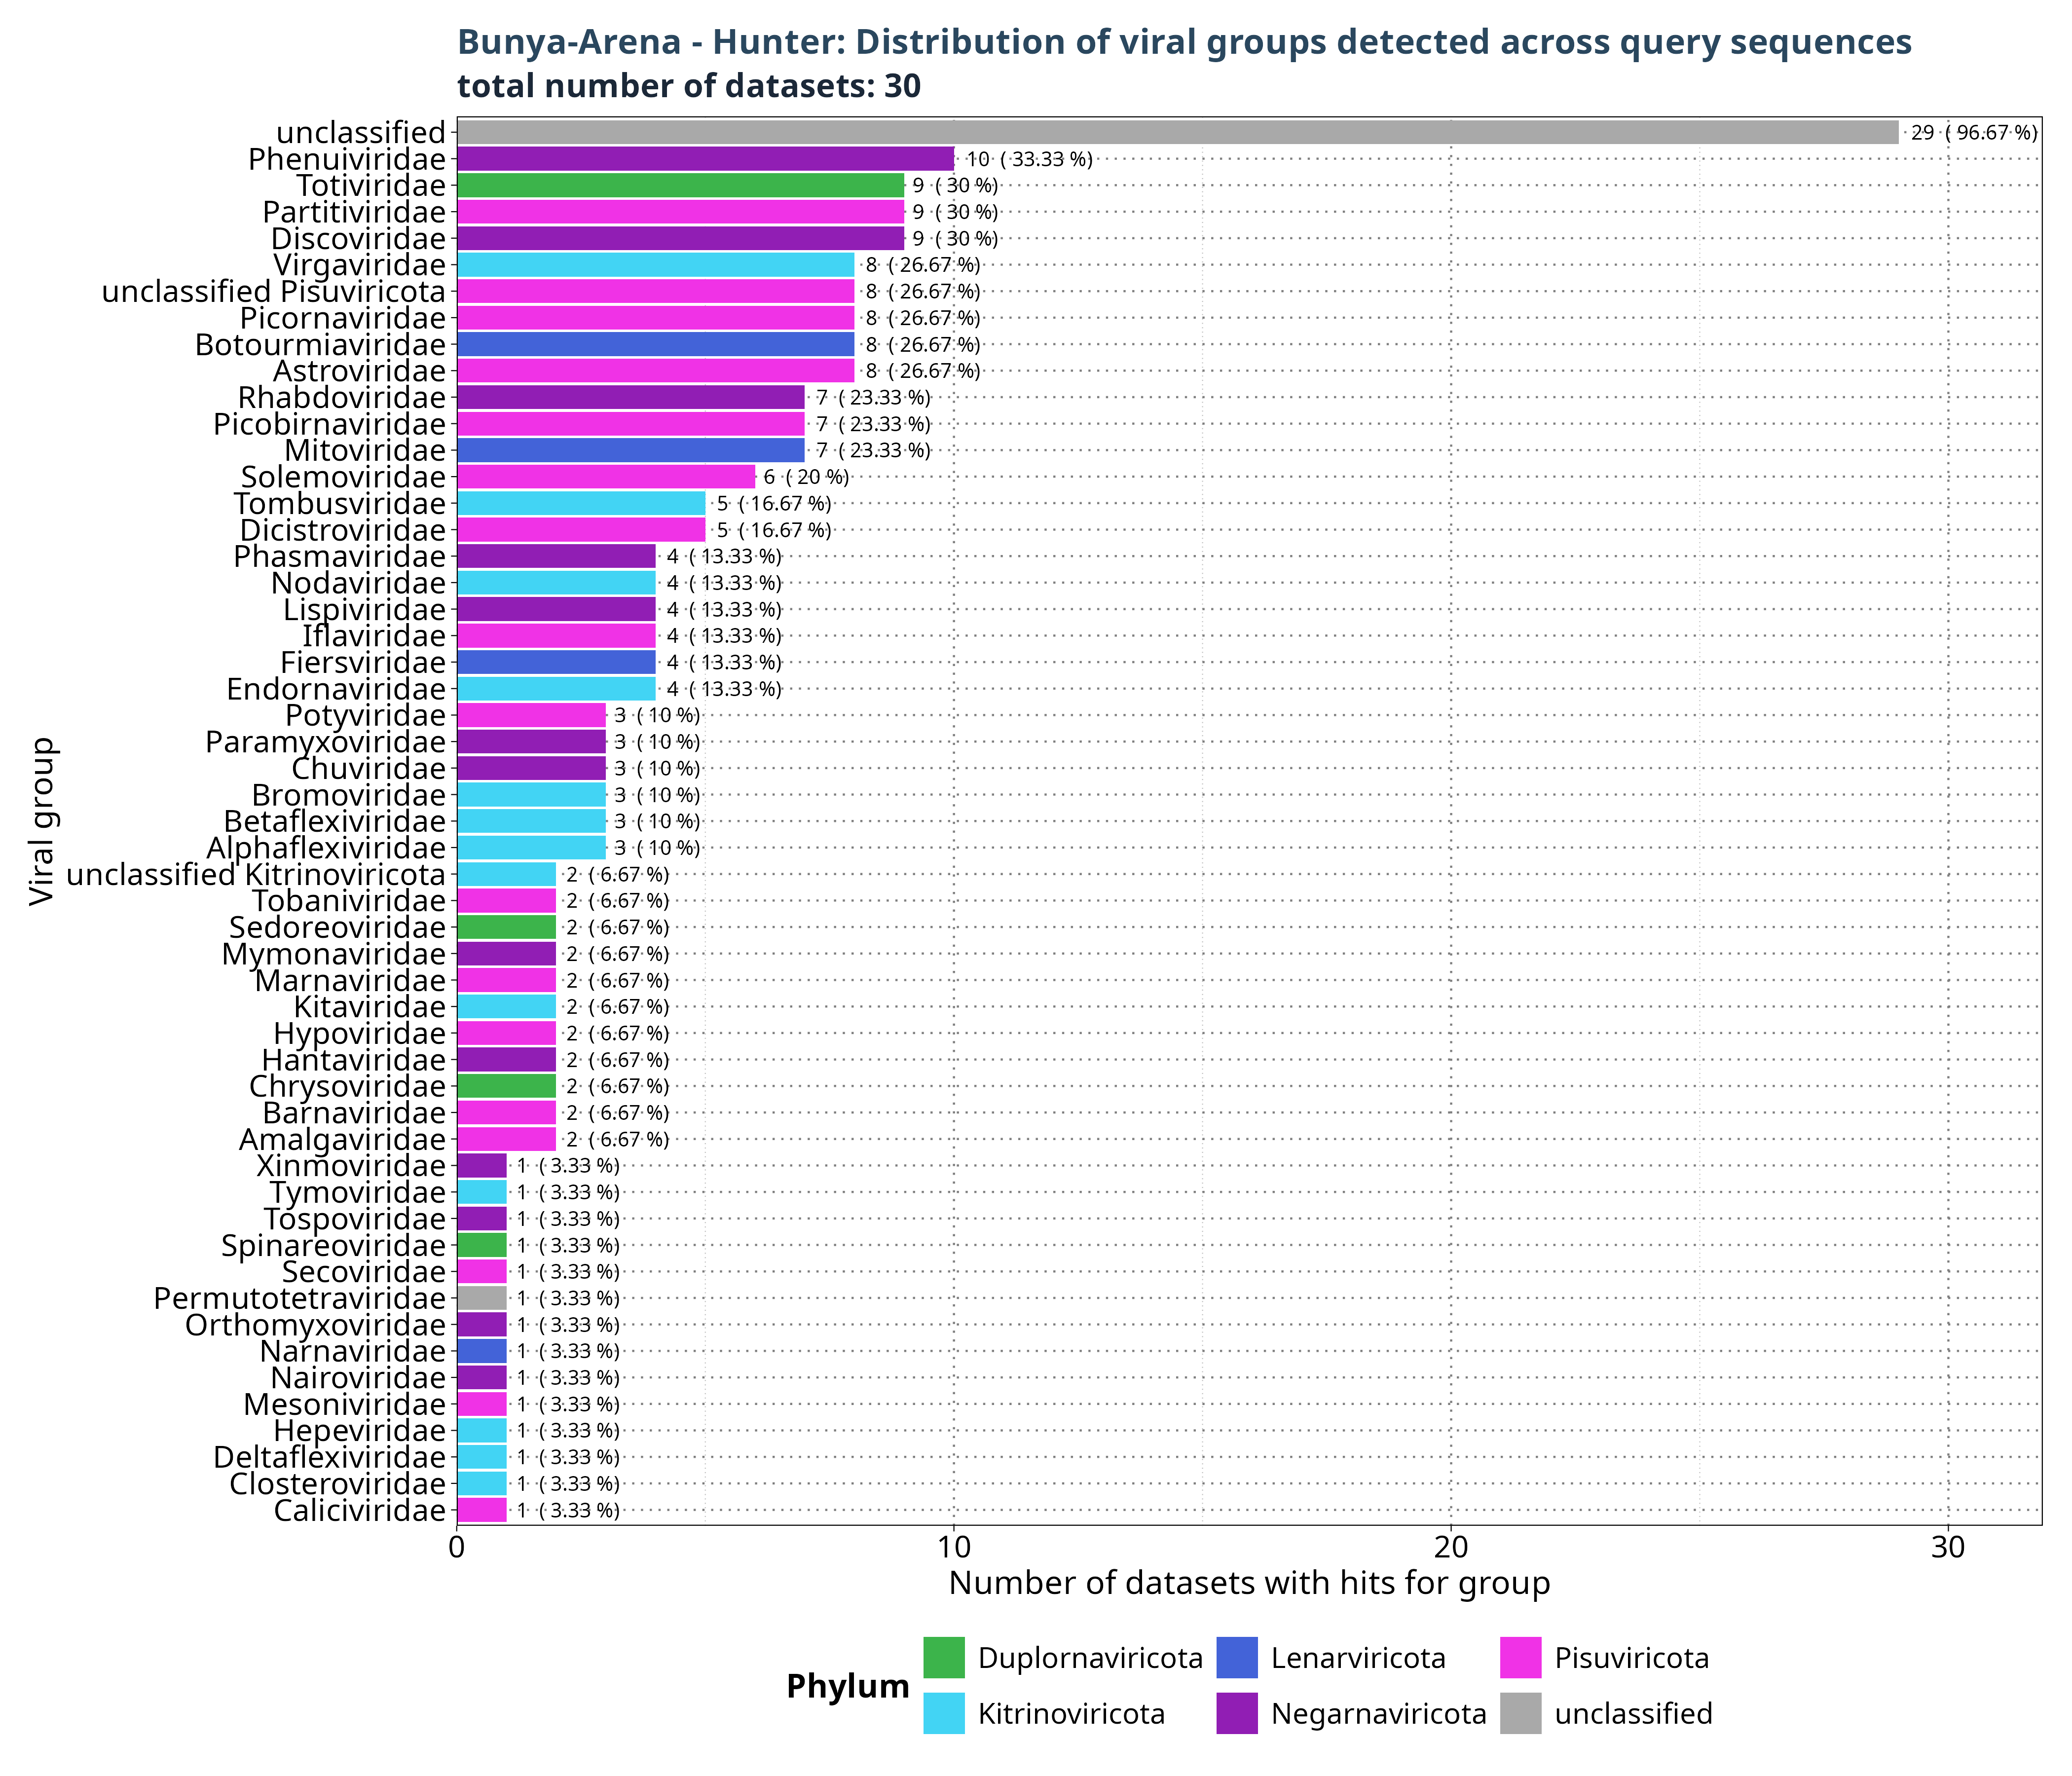 Bunya-Arena - Hunter: Distribution of viral groups detected across query sequences
total number of datasets: 30
Viral group
unclassified 29 ( 96.67 %)
Phenuiviridae 10 ( 33.33 %)
Totiviridae 9 ( 30 %)
Partitiviridae 9 ( 30 %)
Discoviridae 9 ( 30 %)
Virgaviridae 8 ( 26.67 %)
unclassified Pisuviricota 8 ( 26.67 %)
Picornaviridae 8 ( 26.67 %)
Botourmiaviridae 8 ( 26.67 %)
Astroviridae 8 ( 26.67 %)
Rhabdoviridae 7 ( 23.33 %)
Picobirnaviridae 7 ( 23.33 %)
Mitoviridae 7 ( 23.33 %)
Solemoviridae 6 ( 20 %)
Tombusviridae 5 ( 16.67 %)
Dicistroviridae 5 ( 16.67 %)
Phasmaviridae 4 ( 13.33 %)
Nodaviridae 4 ( 13.33 %)
Lispiviridae 4 ( 13.33 %)
Iflaviridae 4 ( 13.33 %)
Fiersviridae 4 ( 13.33 %)
Endornaviridae 4 ( 13.33 %)
Potyviridae 3 ( 10 %)
Paramyxoviridae 3 ( 10 %)
Chuviridae 3 ( 10 %)
Bromoviridae 3 ( 10 %)
Betaflexiviridae 3 ( 10 %)
Alphaflexiviridae 3 ( 10 %)
unclassified Kitrinoviricota 2 ( 6.67 %)
Tobaniviridae 2 ( 6.67 %)
Sedoreoviridae 2 ( 6.67 %)
Mymonaviridae 2 ( 6.67 %)
Marnaviridae 2 ( 6.67 %)
Kitaviridae 2 ( 6.67 %)
Hypoviridae 2 ( 6.67 %)
Hantaviridae 2 ( 6.67 %)
Chrysoviridae 2 ( 6.67 %)
Barnaviridae 2 ( 6.67 %)
Amalgaviridae 2 ( 6.67 %)
Xinmoviridae 1 ( 3.33 %)
Tymoviridae 1 ( 3.33 %)
Tospoviridae 1 ( 3.33 %)
Spinareoviridae 1 ( 3.33 %)
Secoviridae 1 ( 3.33 %)
Permutotetraviridae 1 ( 3.33 %)
Orthomyxoviridae 1 ( 3.33 %)
Narnaviridae 1 ( 3.33 %)
Nairoviridae 1 ( 3.33 %)
Mesoniviridae 1 ( 3.33 %)
Hepeviridae 1 ( 3.33 %)
Deltaflexiviridae 1 ( 3.33 %)
Closteroviridae 1 ( 3.33 %)
Caliciviridae 1 ( 3.33 %)
0 10 20 30
Number of datasets with hits for group
Phylum
Duplornaviricota Lenarviricota Pisuviricota
Kitrinoviricota Negarnaviricota unclassified